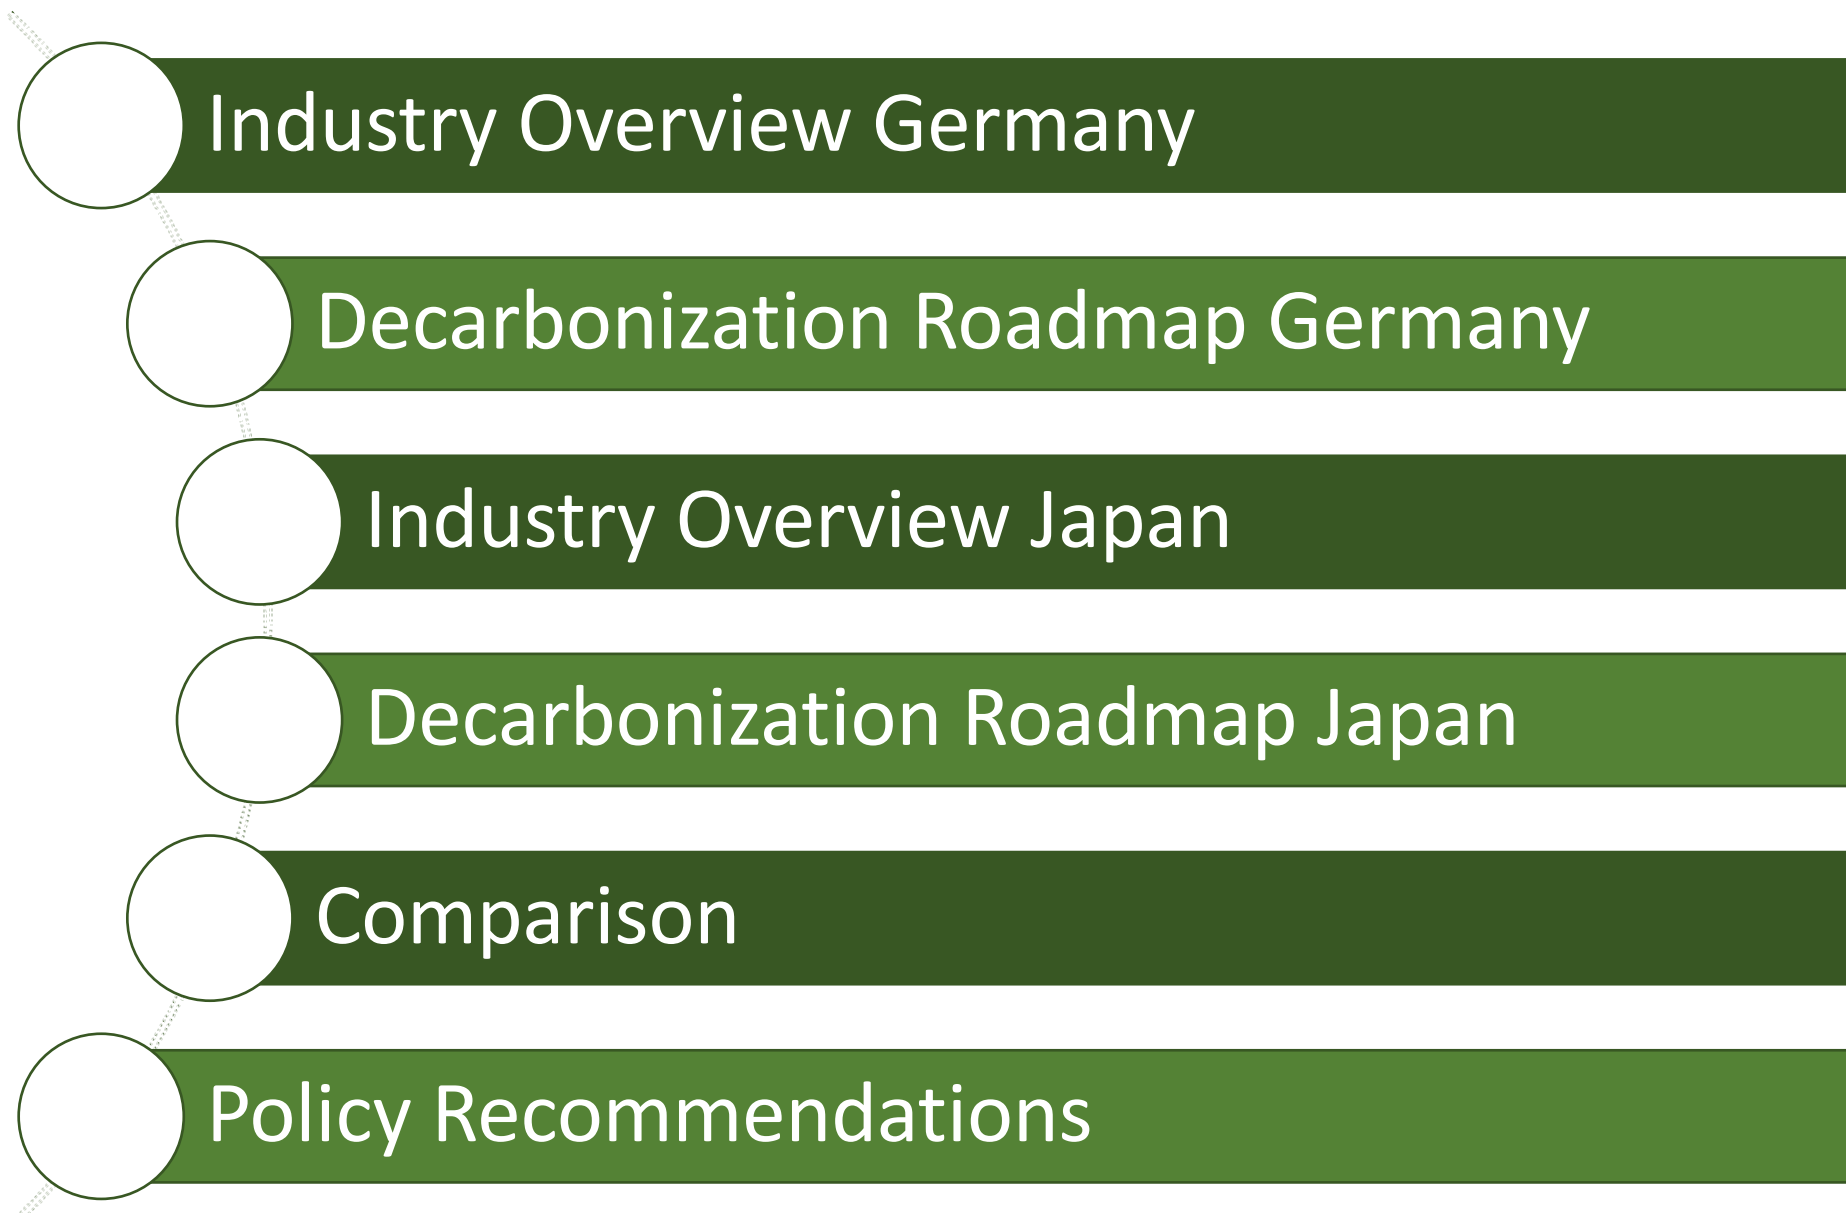 Industry Overview Germany
Decarbonization Roadmap Germany
Industry Overview Japan
Decarbonization Roadmap Japan
Comparison
Policy Recommendations